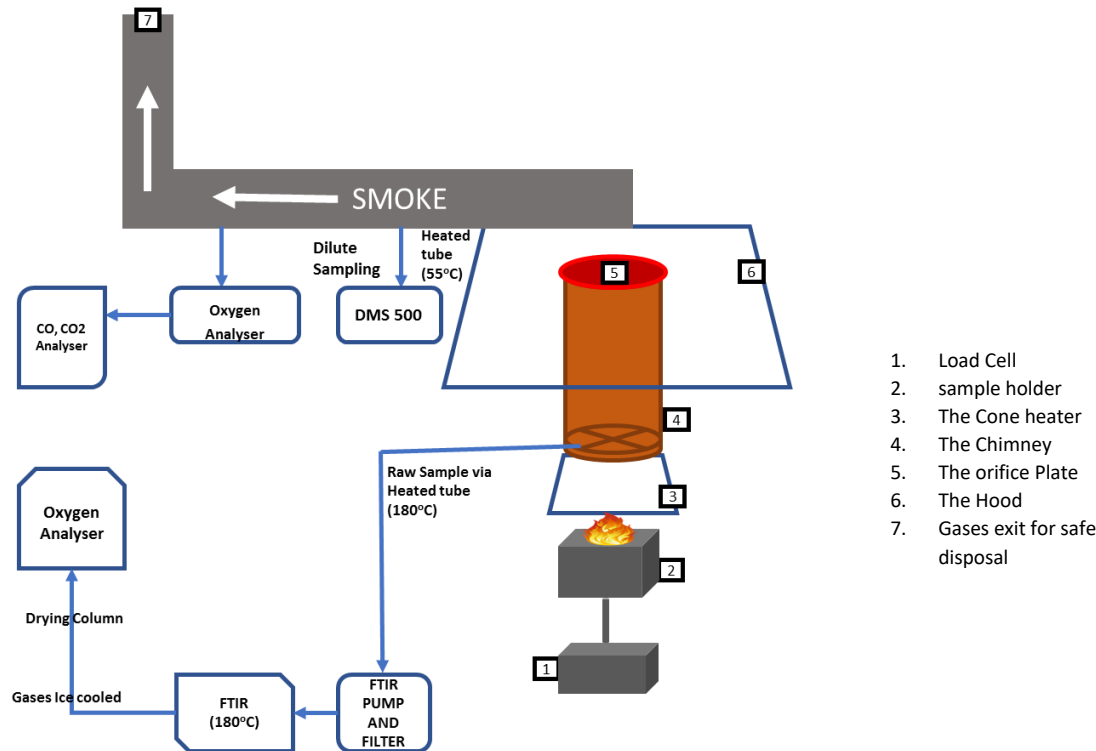 7
SMOKE
Dilute
Sampling
Heated
tube
(55°C)
5
6
CO, CO2
Analyser
Oxygen
Analyser
DMS 500
4
Raw Sample via
Heated tube
(180°C)
3
Oxygen
Analyser
2
Drying Column
1
Gases Ice cooled
FTIR
(180°C)
FTIR
PUMP
AND
FILTER
1. Load Cell
2. sample holder
3. The Cone heater
4. The Chimney
5. The orifice Plate
6. The Hood
7. Gases exit for safe
disposal